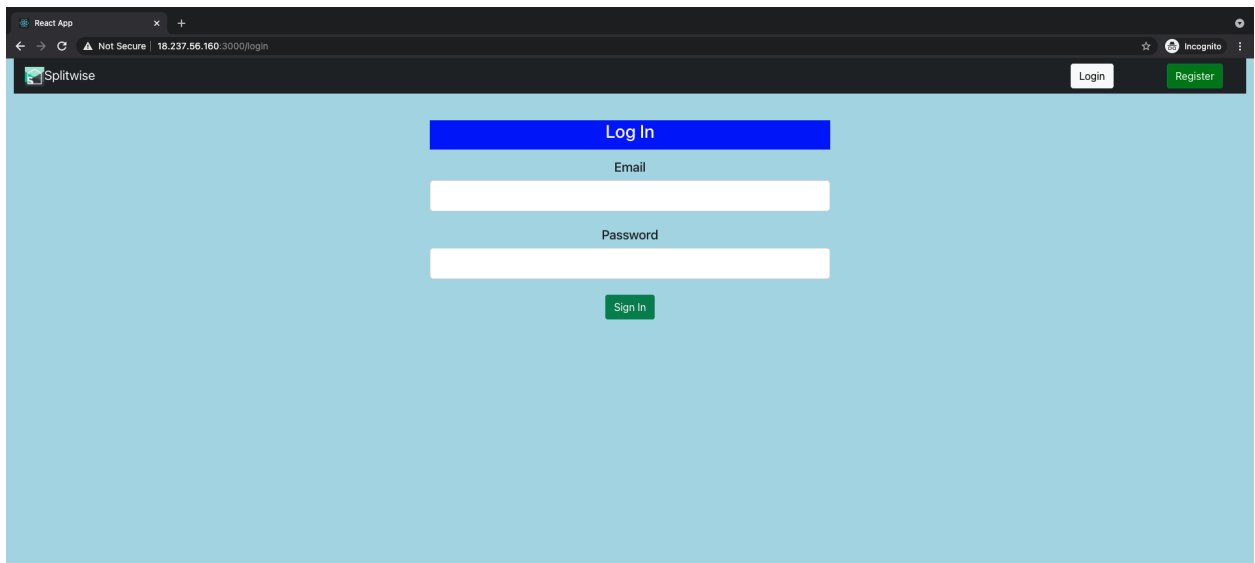 React App
Not Secure | 18.237.56.160:3000/login
Incognito
Splitwise
Login
Register
Log In
Email
Password
Sign In